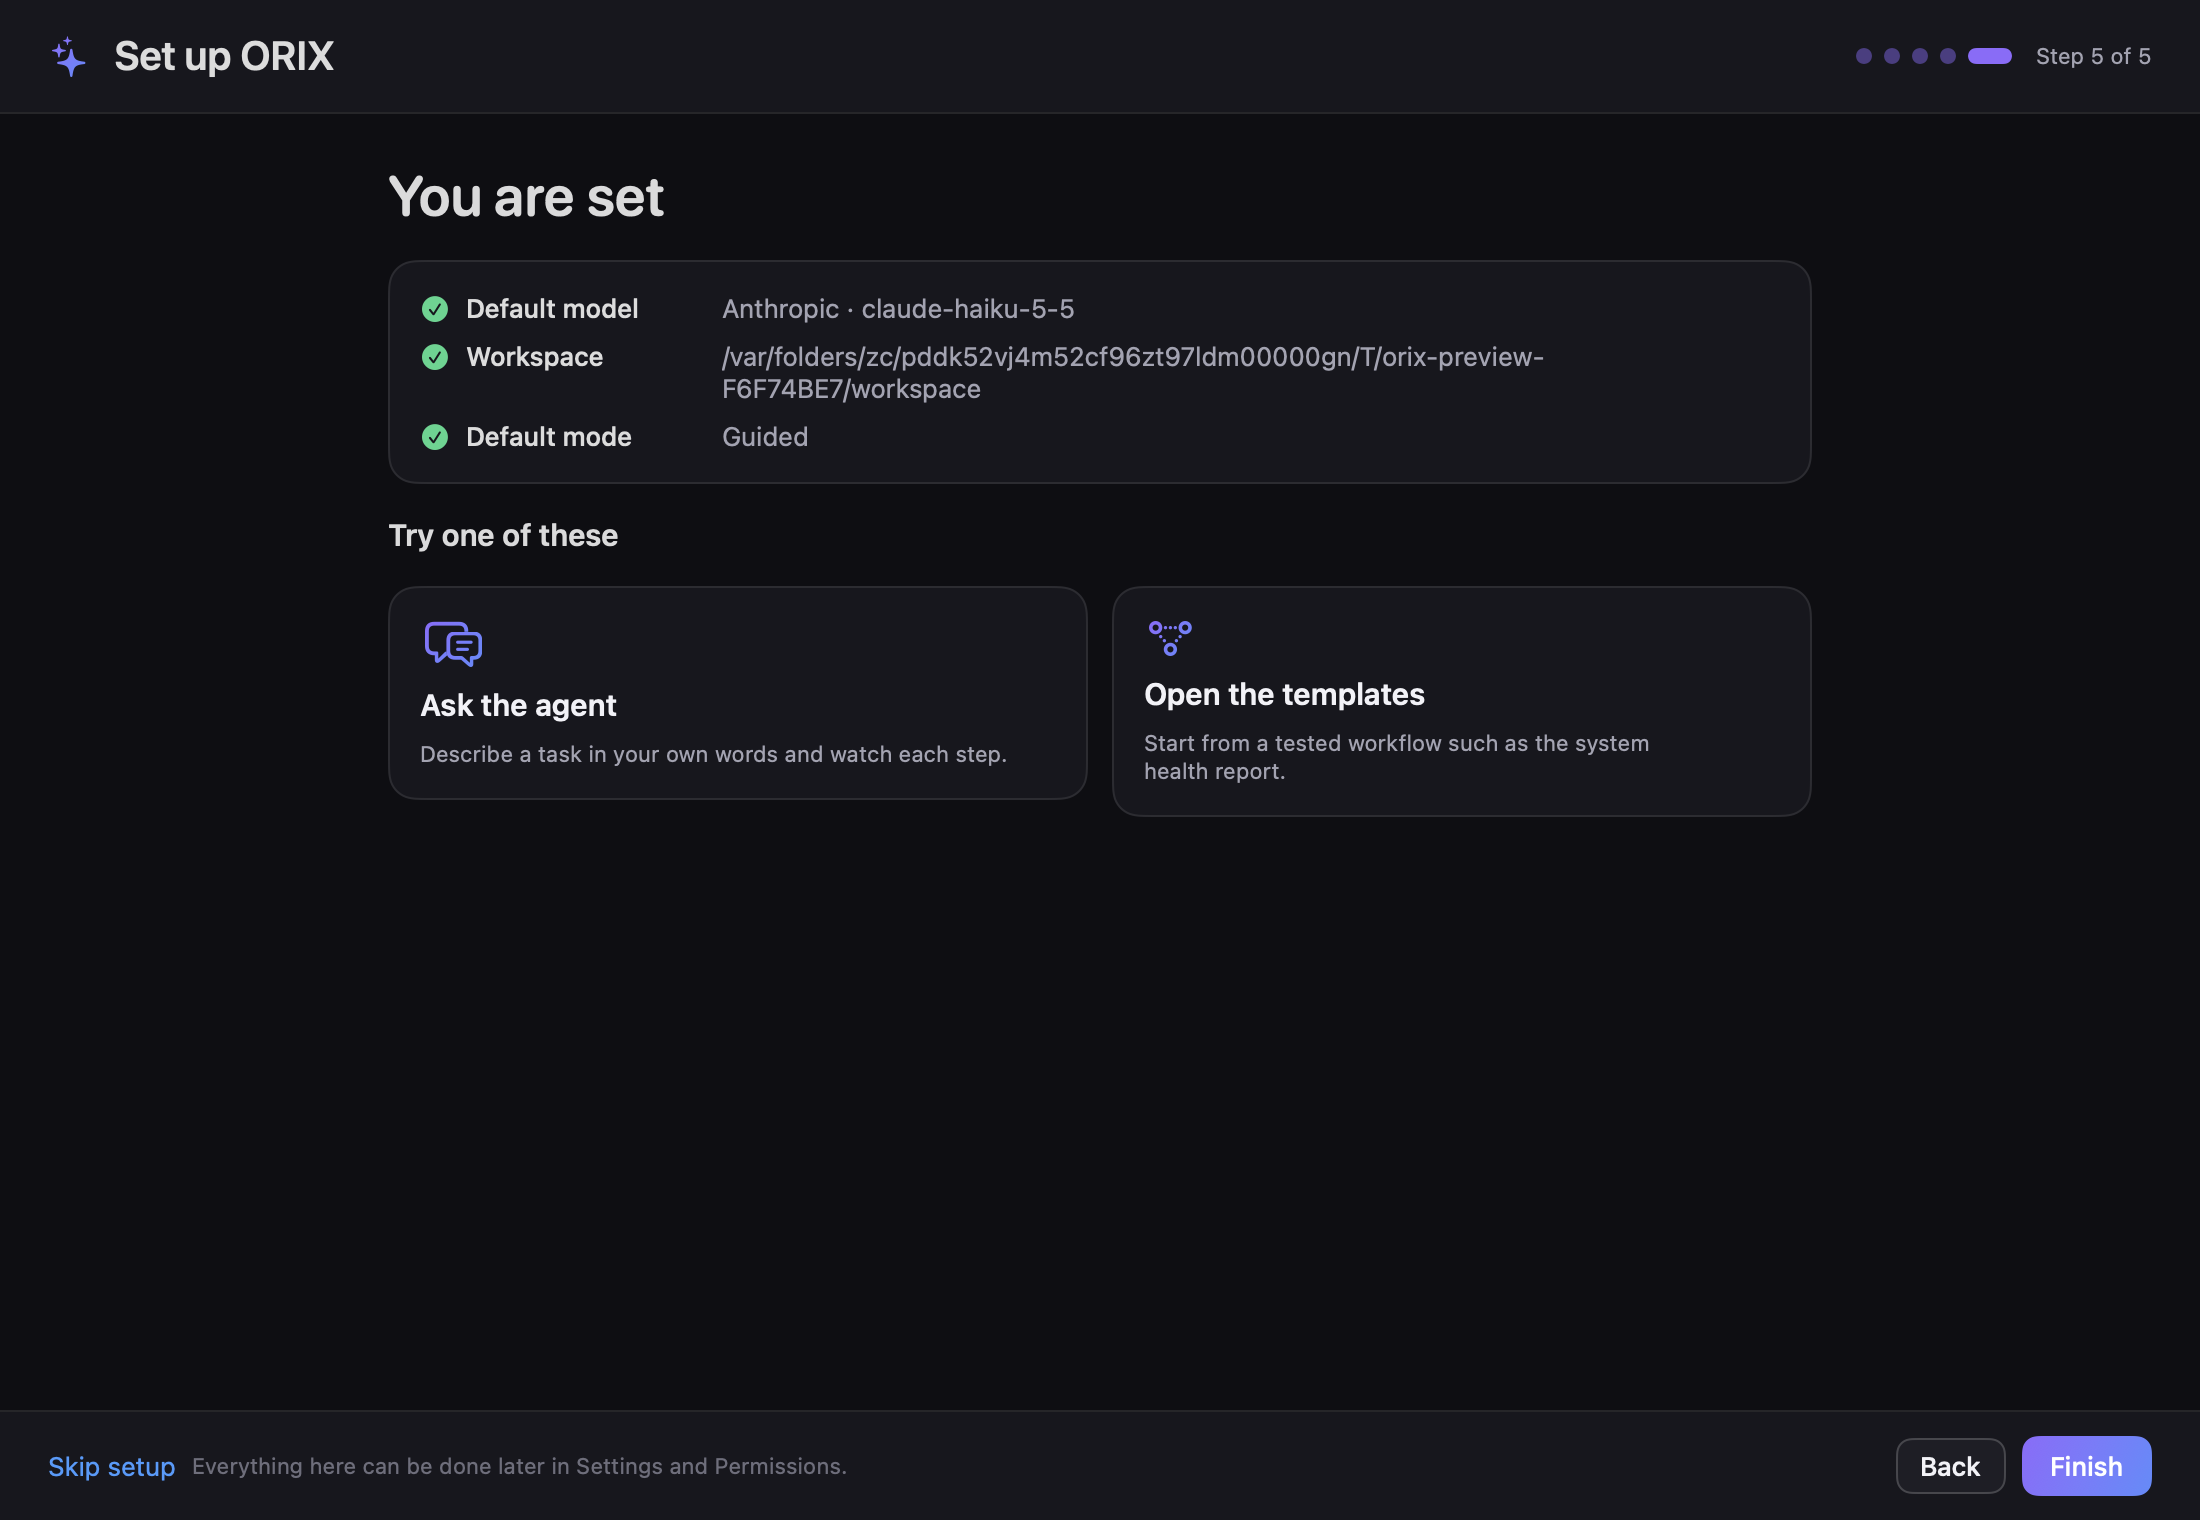 Set up ORIX
Step 5 of 5
You are set
Default model
Anthropic · claude-haiku-5-5
Workspace
/var/folders/zc/pddk52vj4m52cf96zt97ldm00000gn/T/orix-preview-
F6F74BE7/workspace
Default mode
Guided
Try one of these
Ask the agent
Describe a task in your own words and watch each step.
Open the templates
Start from a tested workflow such as the system
health report.
Skip setup
Everything here can be done later in Settings and Permissions.
Back
Finish